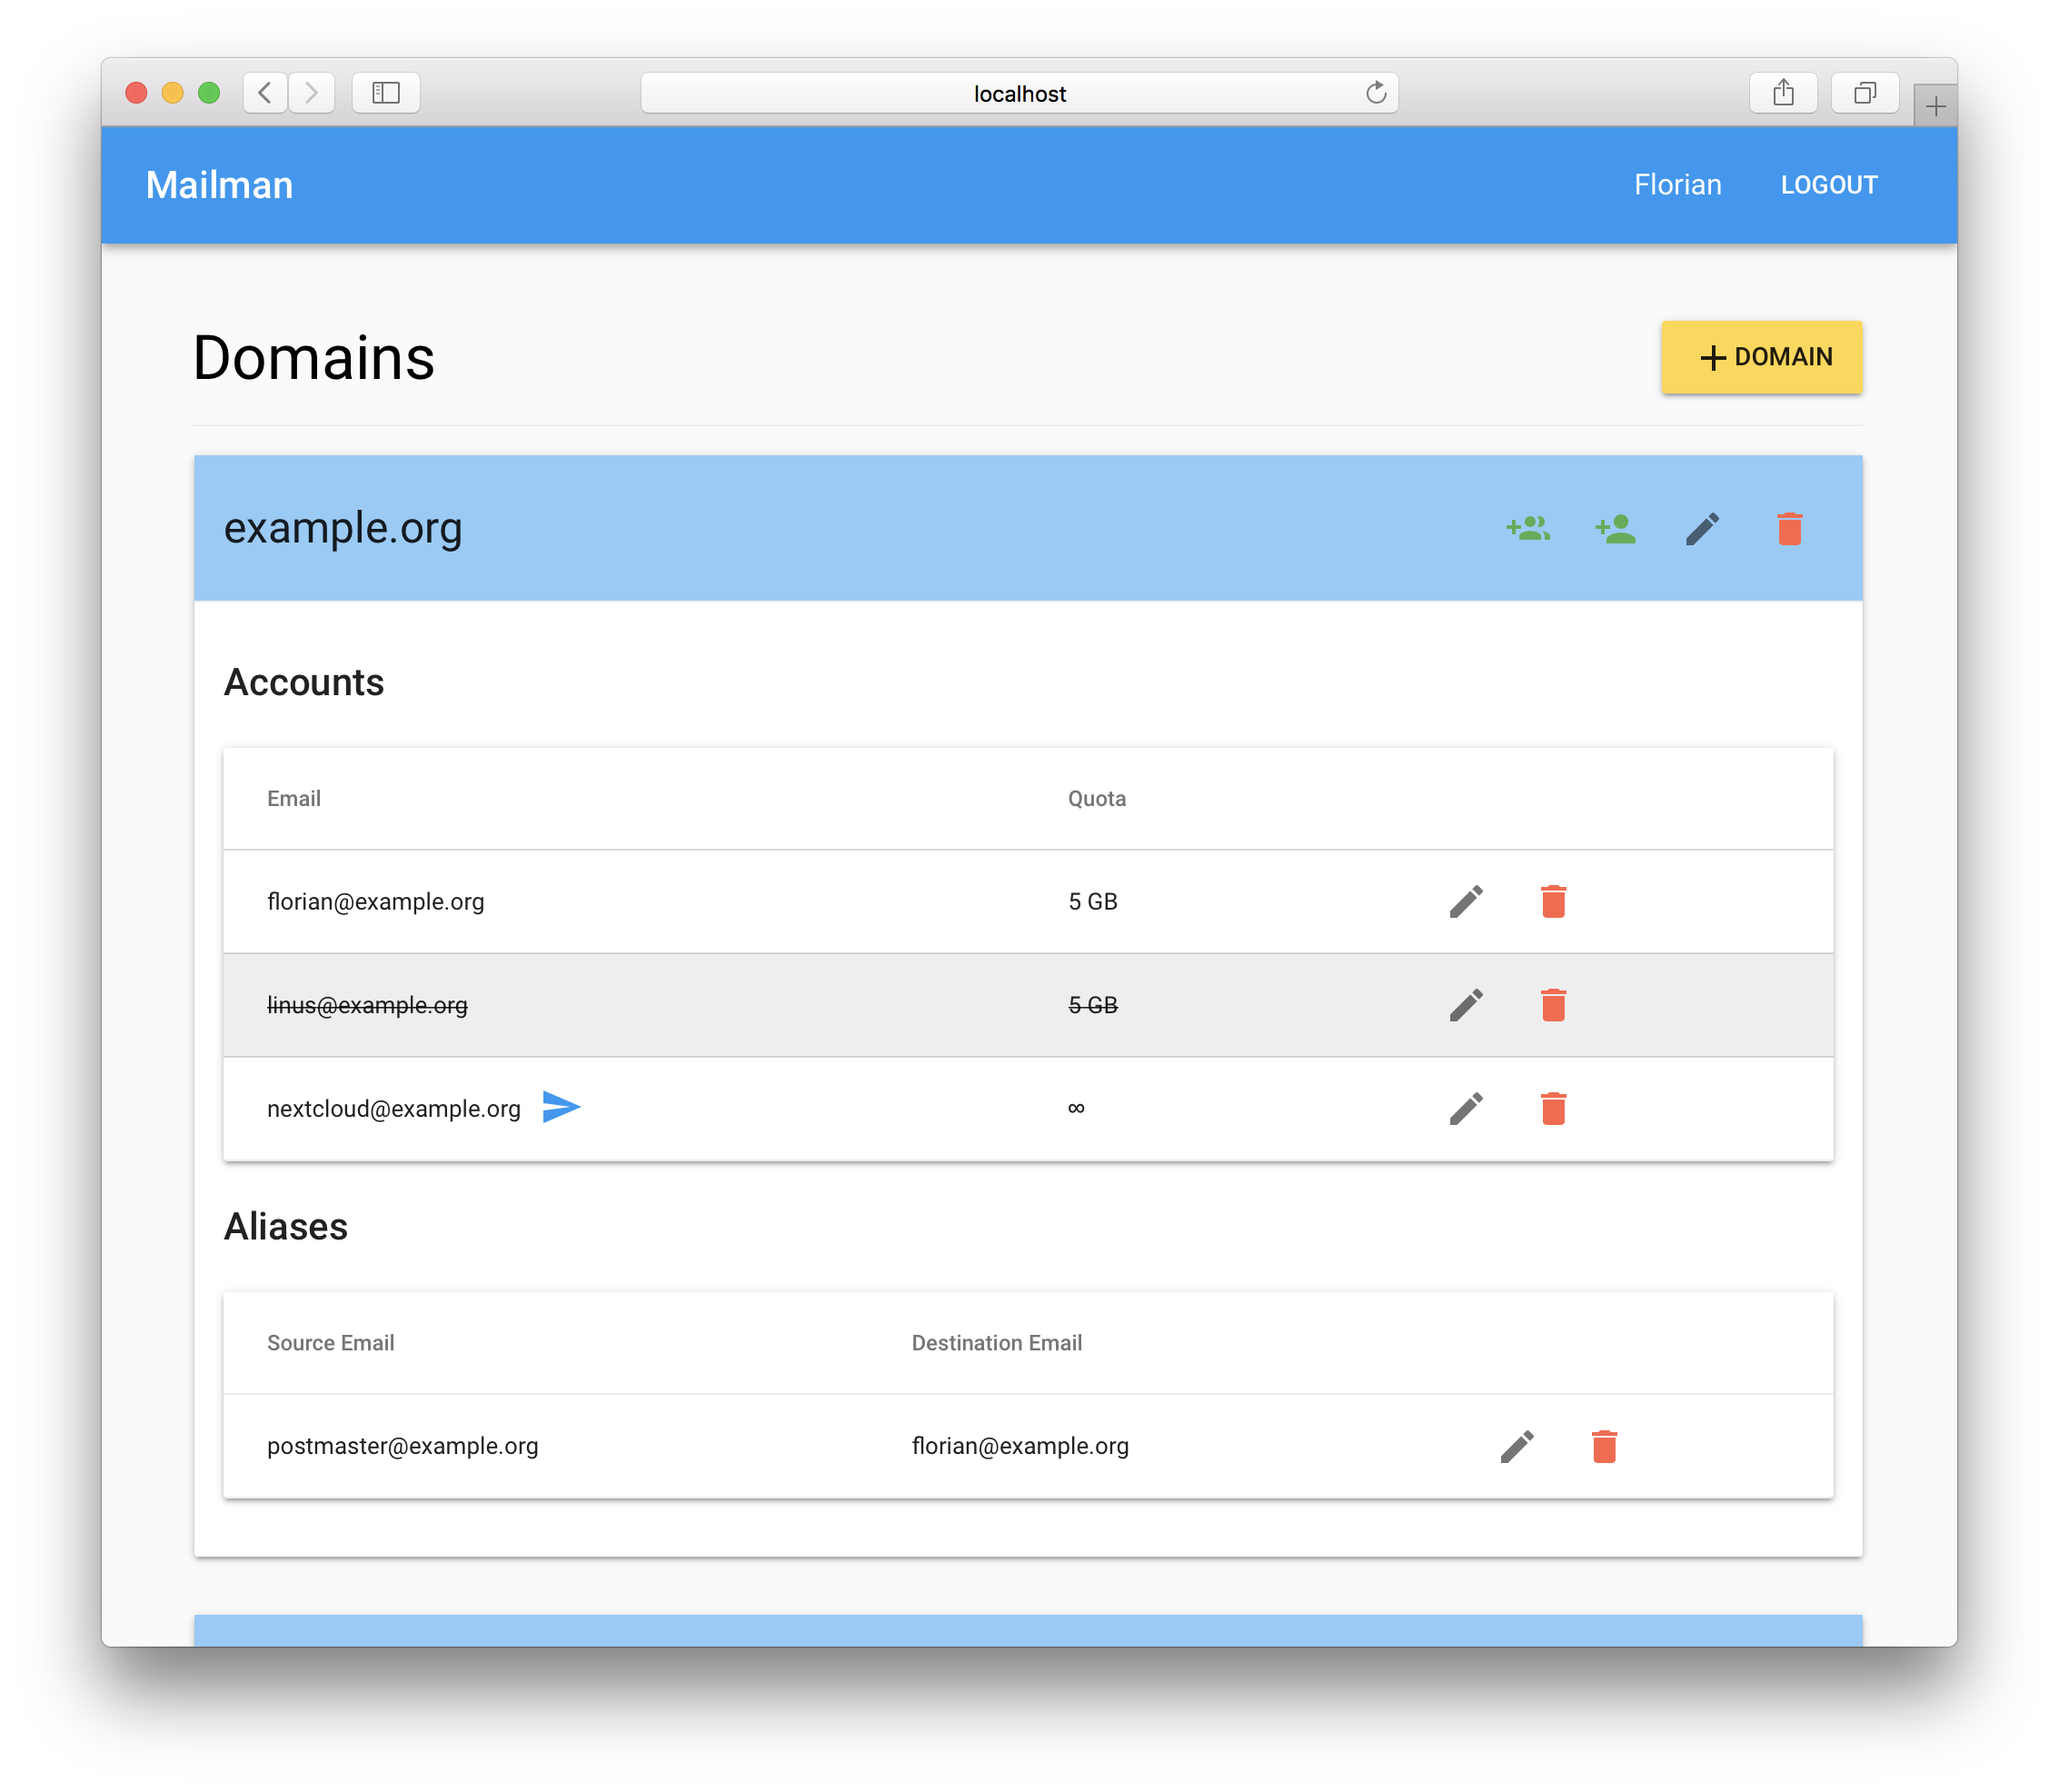 localhost
Mailman Florian LOGOUT
Domains DOMAIN
example.org
Accounts
Email Quota
florian@example.org 5 GB
linus@example.org 5 GB
nextcloud@example.org ∞
Aliases
Source Email Destination Email
postmaster@example.org florian@example.org